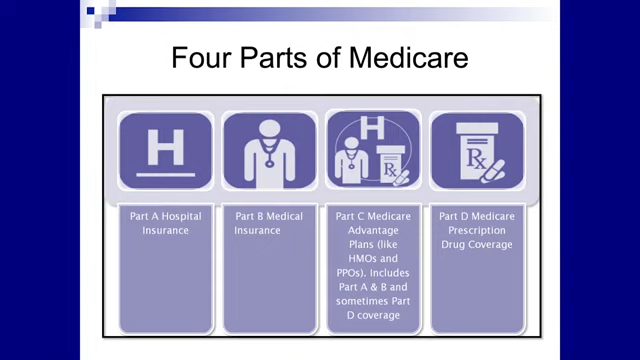 Four Parts of Medicare
H
H
Rx
Rx
Part A Hospital
Insurance
Part B Medical
Insurance
Part C Medicare
Advantage
Plans (like
HMOs and
PPOs). Includes
Part A & B and
sometimes Part
D coverage
Part D Medicare
Prescription
Drug Coverage